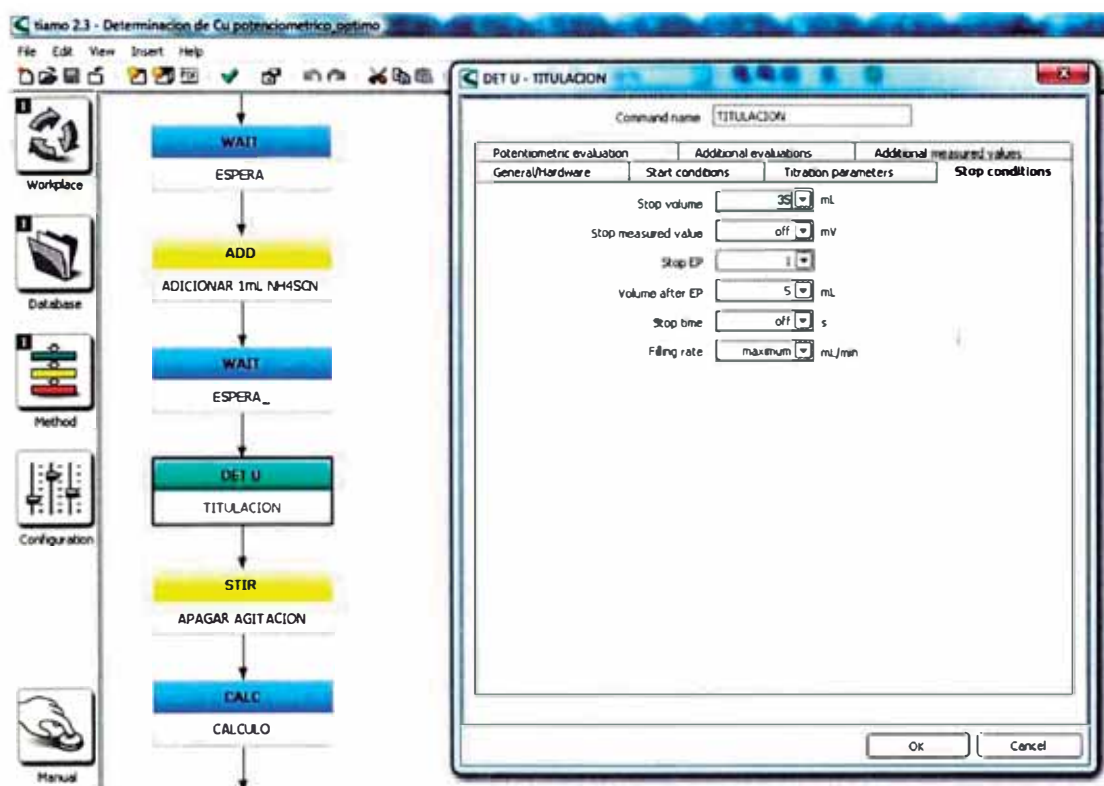 tiamo 2.3 - Determinacion de Cu potenciometrico_optimo
File Edit View Insert Help
PDF
1
Workplace
1
Database
1
Method
Configuration
Manual
WAIT
ESPERA
ADD
ADICIONAR 1mL NH4SCN
WAIT
ESPERA_
DET U
TITULACION
STIR
APAGAR AGITACION
CALC
CALCULO
DET U - TITULACION
Command name TITULACION
Potentiometric evaluation Additional evaluations Additional measured values
General/Hardware Start conditions Titration parameters Stop conditions
Stop volume 35 mL
Stop measured value off mV
Stop EP 1
Volume after EP 5 mL
Stop time off s
Filling rate maximum mL/min
OK Cancel